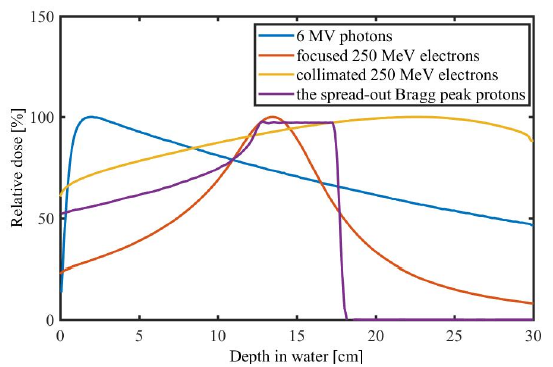 150
100
50
0
Relative dose [%]
6 MV photons
focused 250 MeV electrons
collimated 250 MeV electrons
the spread-out Bragg peak protons
0 5 10 15 20 25 30
Depth in water [cm]